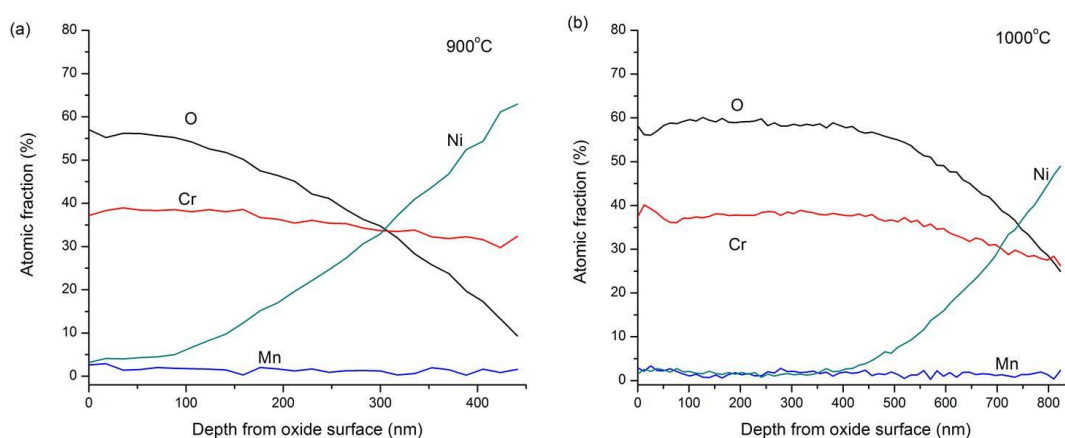 (a)
900°C
80
70
60
50
40
30
20
10
0
Atomic fraction (%)
O
Ni
Cr
Mn
0 100 200 300 400
Depth from oxide surface (nm)
(b)
1000°C
80
70
60
50
40
30
20
10
0
Atomic fraction (%)
O
Ni
Cr
Mn
0 100 200 300 400 500 600 700 800
Depth from oxide surface (nm)